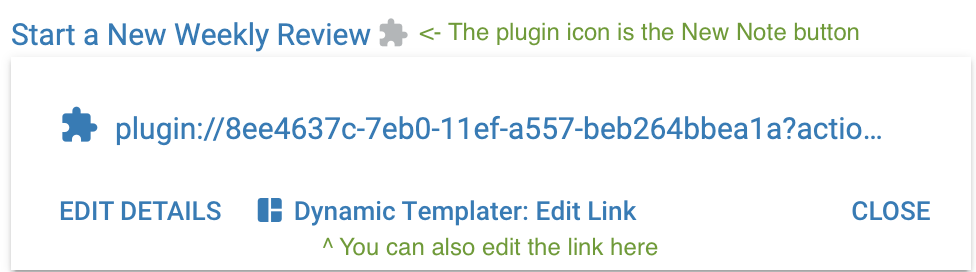 Start a New Weekly Review <- The plugin icon is the New Note button
plugin://8ee4637c-7eb0-11ef-a557-beb264bbea1a?actio...
EDIT DETAILS Dynamic Templater: Edit Link CLOSE
^ You can also edit the link here